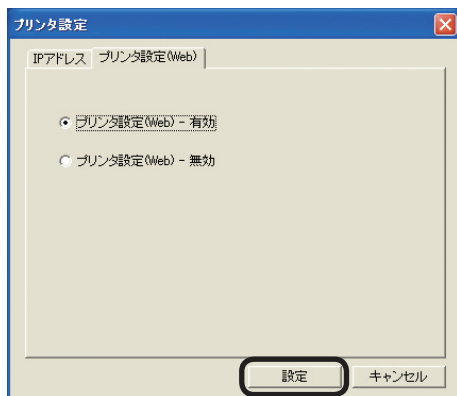 プリンタ設定
IPアドレス プリンタ設定(Web)
プリンタ設定(Web) - 有効
プリンタ設定(Web) - 無効
設定 キャンセル